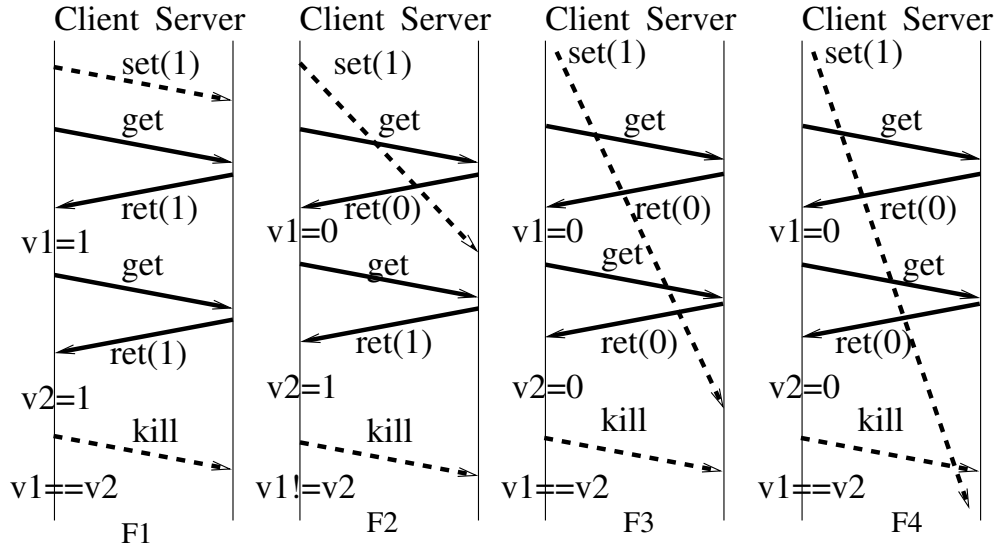 Client Server
set(1)
get
ret(1)
v1=1
get
ret(1)
v2=1
kill
v1==v2
F1
Client Server
set(1)
get
ret(0)
v1=0
get
ret(1)
v2=1
kill
v1!=v2
F2
Client Server
set(1)
get
ret(0)
v1=0
get
ret(0)
v2=0
kill
v1==v2
F3
Client Server
set(1)
get
ret(0)
v1=0
get
ret(0)
v2=0
kill
v1==v2
F4